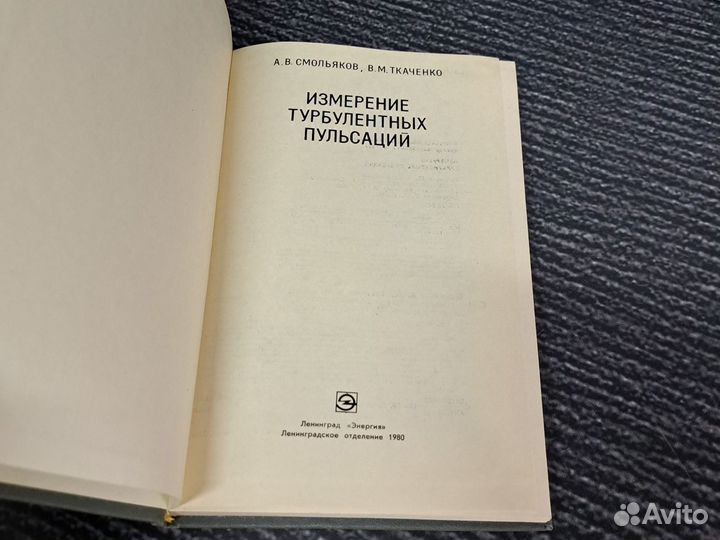 А. В. СМОЛЬЯКОВ, В. М. ТКАЧЕНКО
ИЗМЕРЕНИЕ
ТУРБУЛЕНТНЫХ
ПУЛЬСАЦИЙ
Ленинград «Энергия»
Ленинградское отделение 1980
Avito